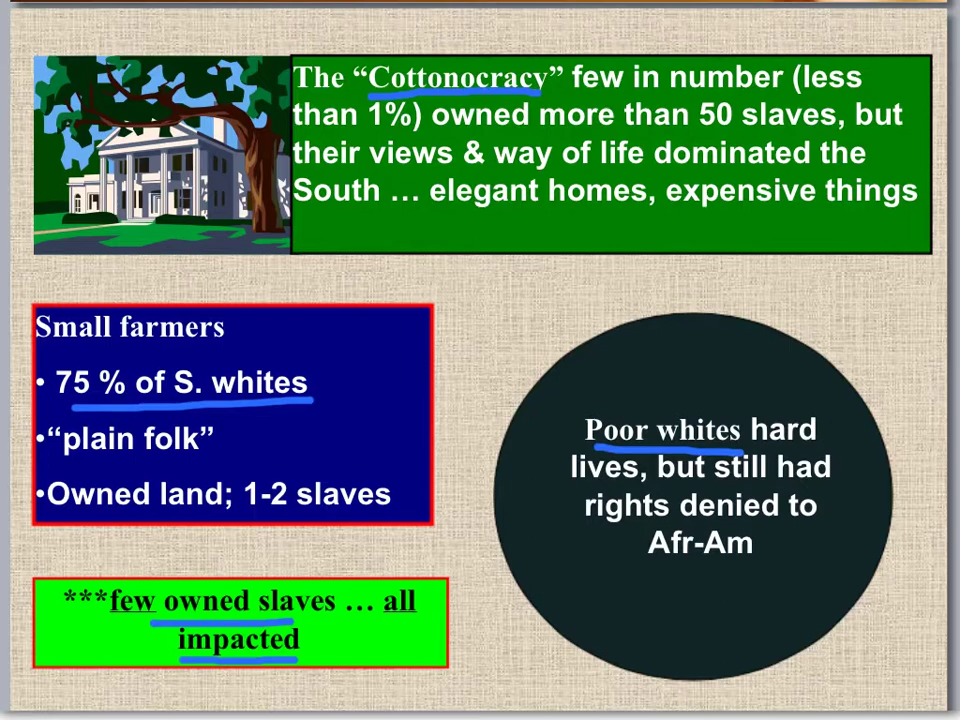 The “Cottonocracy” few in number (less
than 1%) owned more than 50 slaves, but
their views & way of life dominated the
South … elegant homes, expensive things
Small farmers
• 75 % of S. whites
•“plain folk”
•Owned land; 1-2 slaves
Poor whites hard
lives, but still had
rights denied to
Afr-Am
***few owned slaves … all
impacted